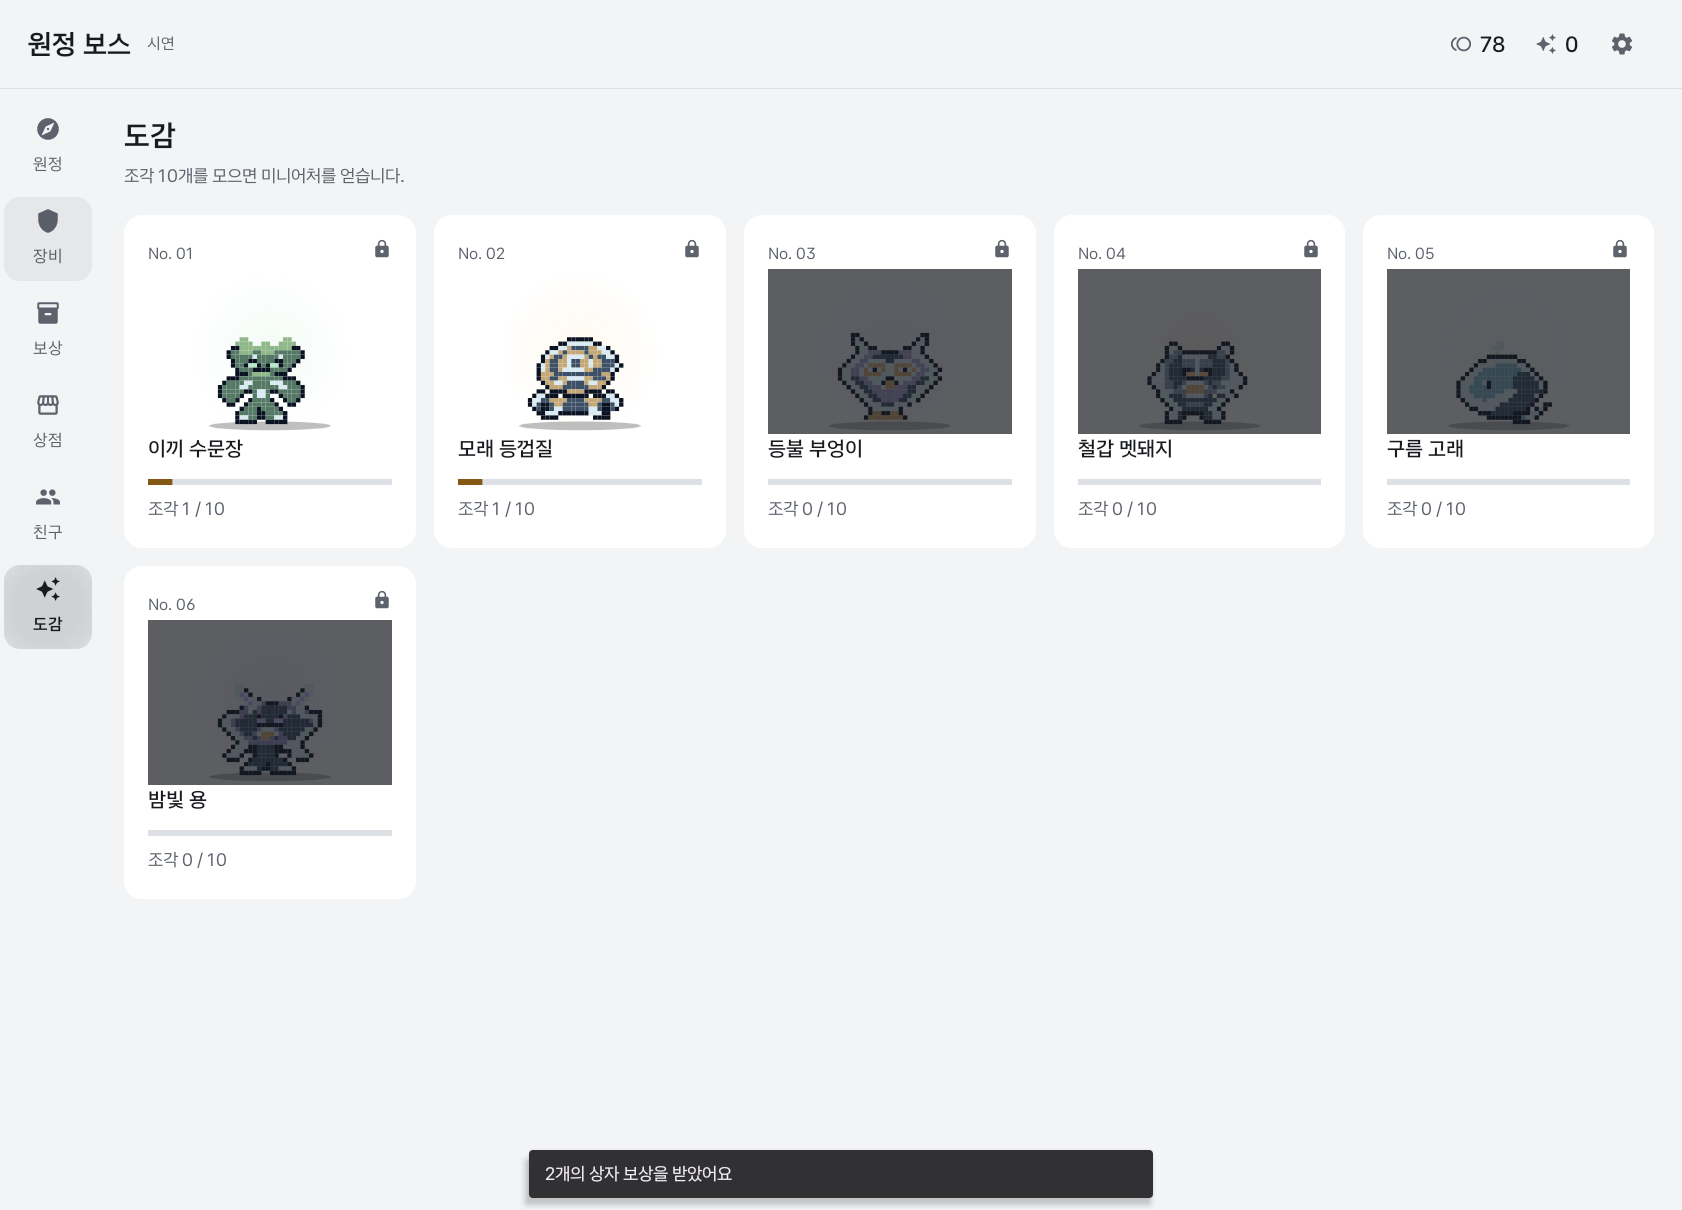 원정 보스 시연
78
0
원정
장비
보상
상점
친구
도감
도감
조각 10개를 모으면 미니어처를 얻습니다.
No. 01
이끼 수문장
조각 1 / 10
No. 02
모래 등껍질
조각 1 / 10
No. 03
등불 부엉이
조각 0 / 10
No. 04
철갑 멧돼지
조각 0 / 10
No. 05
구름 고래
조각 0 / 10
No. 06
밤빛 용
조각 0 / 10
2개의 상자 보상을 받았어요